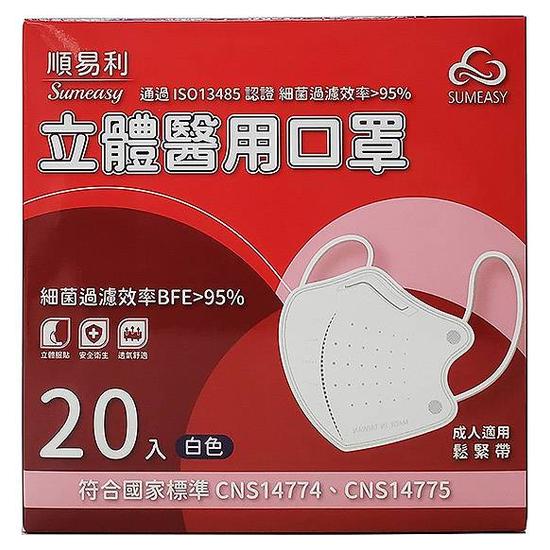 順易利
Sumeasy
通過 ISO13485 認證 細菌過濾效率>95%
SUMEASY
立體醫用口罩
細菌過濾效率BFE>95%
立體服貼
安全衛生
透氣舒適
20入
白色
MADE IN TAIWAN
成人適用
鬆緊帶
符合國家標準 CNS14774、CNS14775